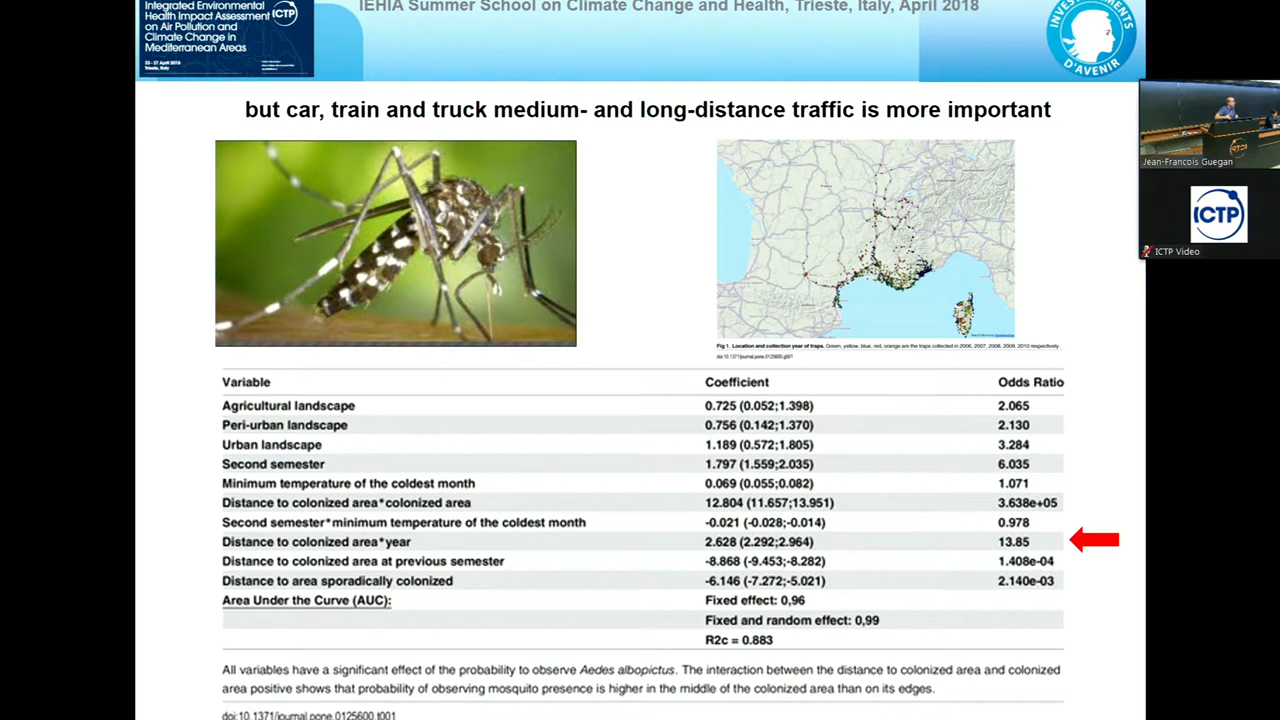 IEHIA Summer School on Climate Change and Health, Trieste, Italy, April 2018
Integrated Environmental
Health Impact Assessment
on Air Pollution and
Climate Change in
Mediterranean Areas
23 - 27 April 2018
Trieste, Italy
ICTP
INVESTISSEMENTS
D'AVENIR
but car, train and truck medium- and long-distance traffic is more important
Jean-Francois Guegan
ICTP
ICTP Video
Fig 1. Location and collection year of traps. Green, yellow, blue, red, orange are the traps collected in 2006, 2007, 2008, 2009, 2010 respectively.
doi:10.1371/journal.pone.0125600.g001
Variable Coefficient Odds Ratio
Agricultural landscape 0.725 (0.052;1.398) 2.065
Peri-urban landscape 0.756 (0.142;1.370) 2.130
Urban landscape 1.189 (0.572;1.805) 3.284
Second semester 1.797 (1.559;2.035) 6.035
Minimum temperature of the coldest month 0.069 (0.055;0.082) 1.071
Distance to colonized area*colonized area 12.804 (11.657;13.951) 3.638e+05
Second semester*minimum temperature of the coldest month -0.021 (-0.028;-0.014) 0.978
Distance to colonized area*year 2.628 (2.292;2.964) 13.85
Distance to colonized area at previous semester -8.868 (-9.453;-8.282) 1.408e-04
Distance to area sporadically colonized -6.146 (-7.272;-5.021) 2.140e-03
Area Under the Curve (AUC): Fixed effect: 0,96
Fixed and random effect: 0,99
R2c = 0.883
All variables have a significant effect of the probability to observe Aedes albopictus. The interaction between the distance to colonized area and colonized
area positive shows that probability of observing mosquito presence is higher in the middle of the colonized area than on its edges.
doi:10.1371/journal.pone.0125600.t001